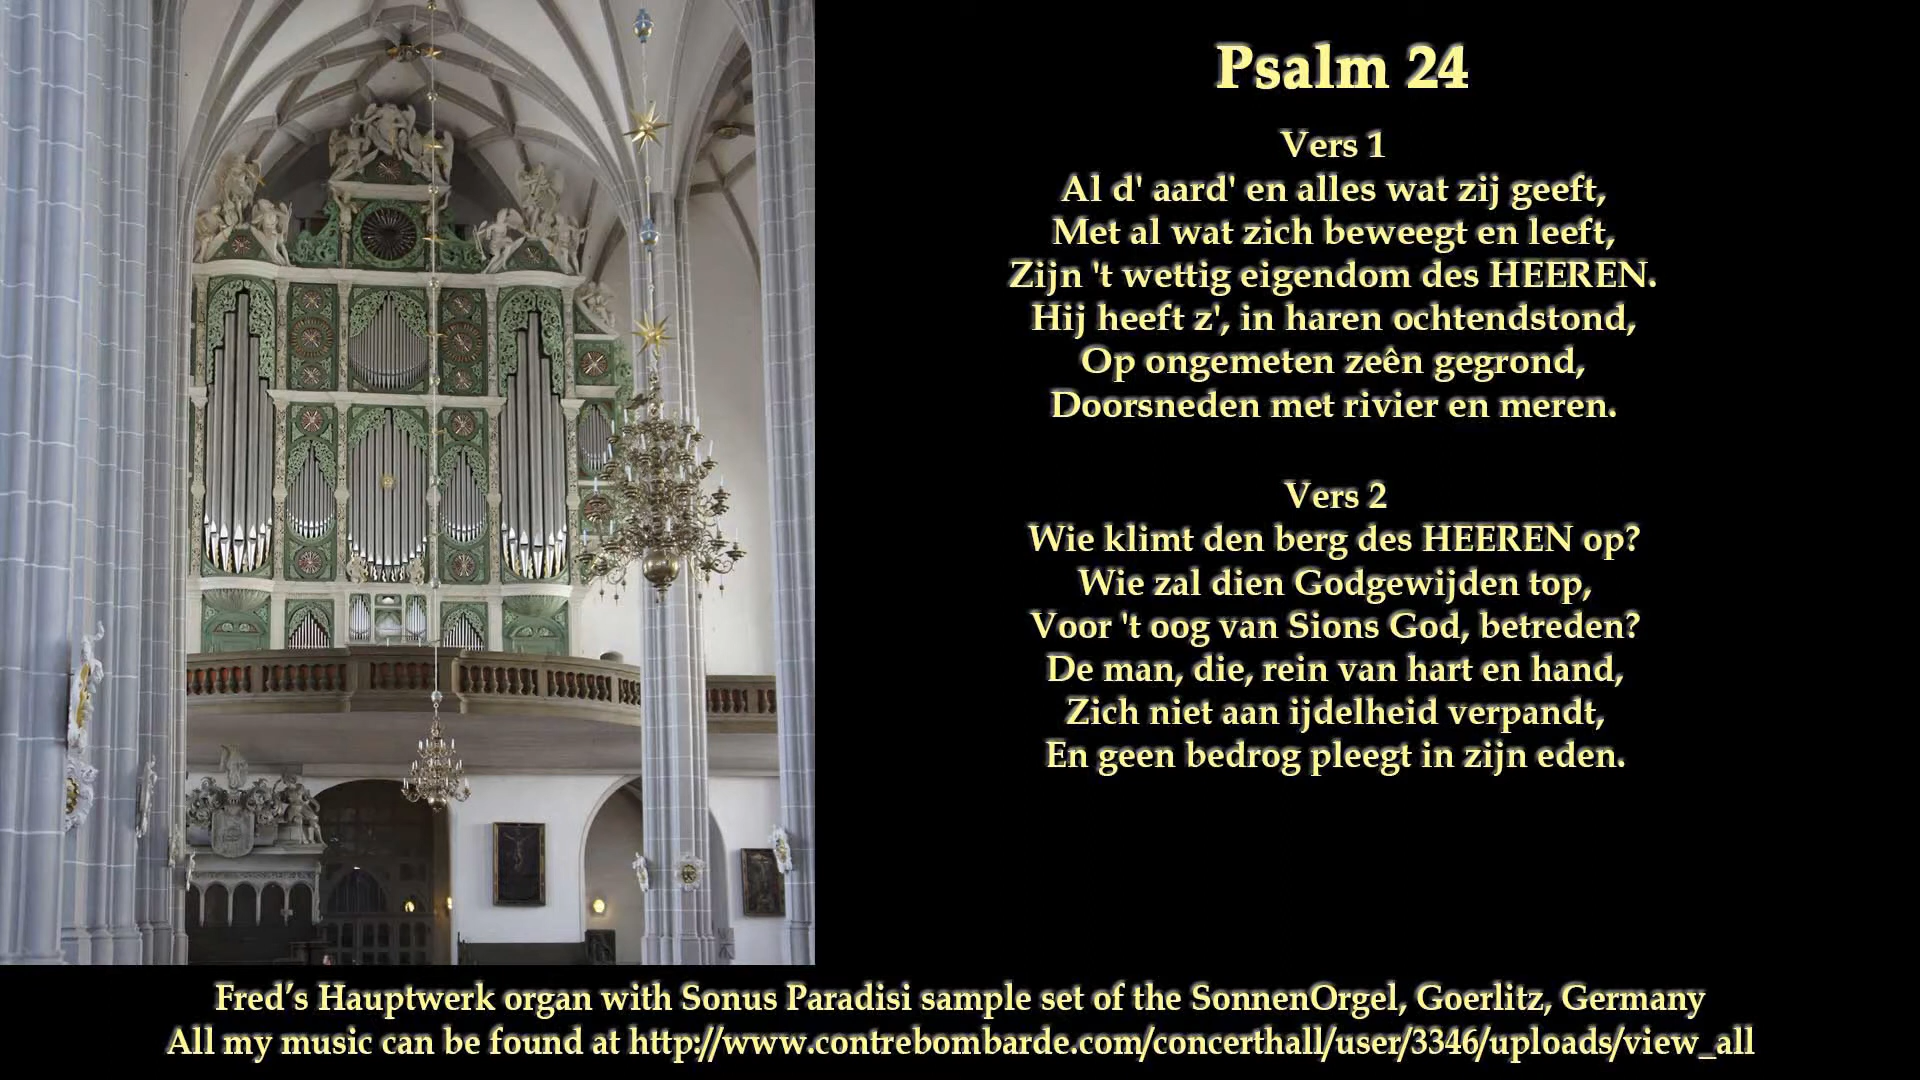 Psalm 24
Vers 1
Al d' aard' en alles wat zij geeft,
Met al wat zich beweegt en leeft,
Zijn 't wettig eigendom des HEEREN.
Hij heeft z', in haren ochtendstond,
Op ongemeten zeên gegrond,
Doorsneden met rivier en meren.
Vers 2
Wie klimt den berg des HEEREN op?
Wie zal dien Godgewijden top,
Voor 't oog van Sions God, betreden?
De man, die, rein van hart en hand,
Zich niet aan ijdelheid verpandt,
En geen bedrog pleegt in zijn eden.
Fred’s Hauptwerk organ with Sonus Paradisi sample set of the SonnenOrgel, Goerlitz, Germany
All my music can be found at http://www.contrebombarde.com/concerthall/user/3346/uploads/view_all